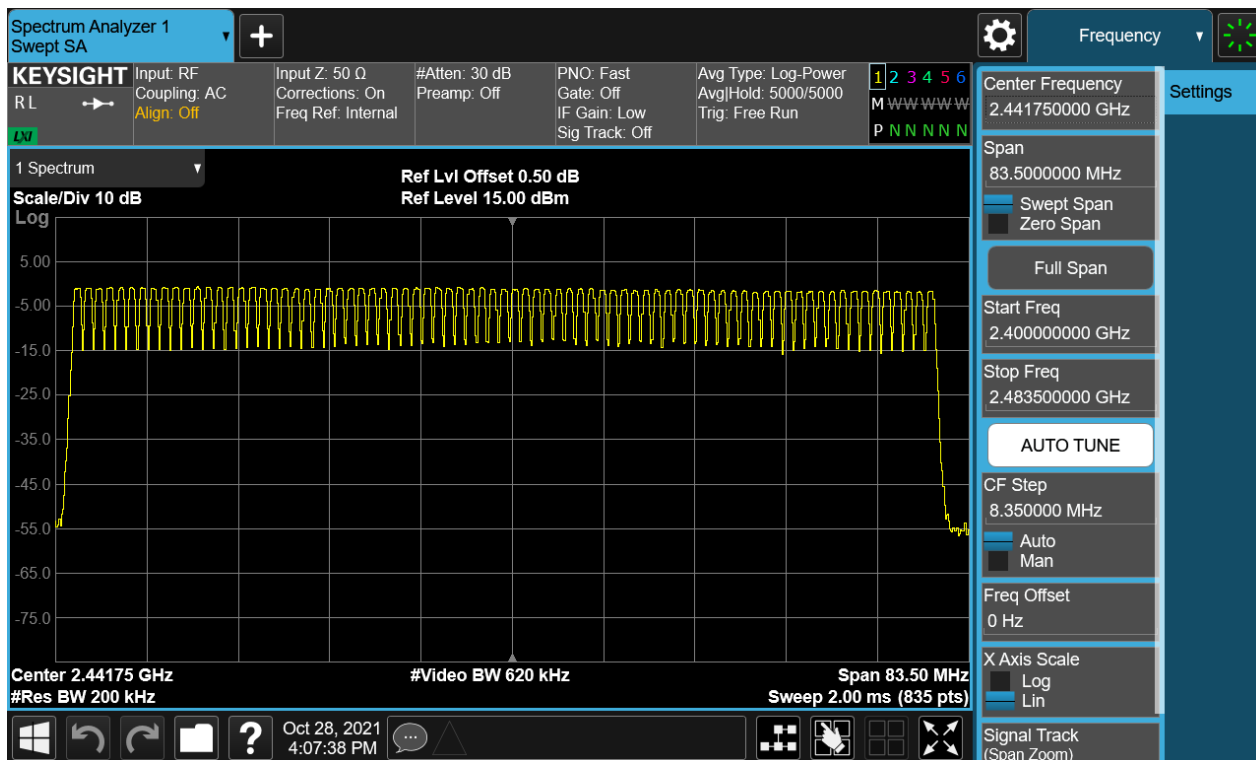 Spectrum Analyzer 1
Swept SA
+
Frequency
KEYSIGHT
R L
LXI
Input: RF
Coupling: AC
Align: Off
Input Z: 50 Ω
Corrections: On
Freq Ref: Internal
#Atten: 30 dB
Preamp: Off
PNO: Fast
Gate: Off
IF Gain: Low
Sig Track: Off
Avg Type: Log-Power
Avg|Hold: 5000/5000
Trig: Free Run
1 2 3 4 5 6
M W W W W W
P N N N N N
1 Spectrum
Scale/Div 10 dB
Ref Lvl Offset 0.50 dB
Ref Level 15.00 dBm
Log
5.00
-5.00
-15.0
-25.0
-35.0
-45.0
-55.0
-65.0
-75.0
Center 2.44175 GHz
#Video BW 620 kHz
Span 83.50 MHz
#Res BW 200 kHz
Sweep 2.00 ms (835 pts)
?
Oct 28, 2021
4:07:38 PM
Center Frequency
2.441750000 GHz
Settings
Span
83.5000000 MHz
Swept Span
Zero Span
Full Span
Start Freq
2.400000000 GHz
Stop Freq
2.483500000 GHz
AUTO TUNE
CF Step
8.350000 MHz
Auto
Man
Freq Offset
0 Hz
X Axis Scale
Log
Lin
Signal Track
(Span Zoom)